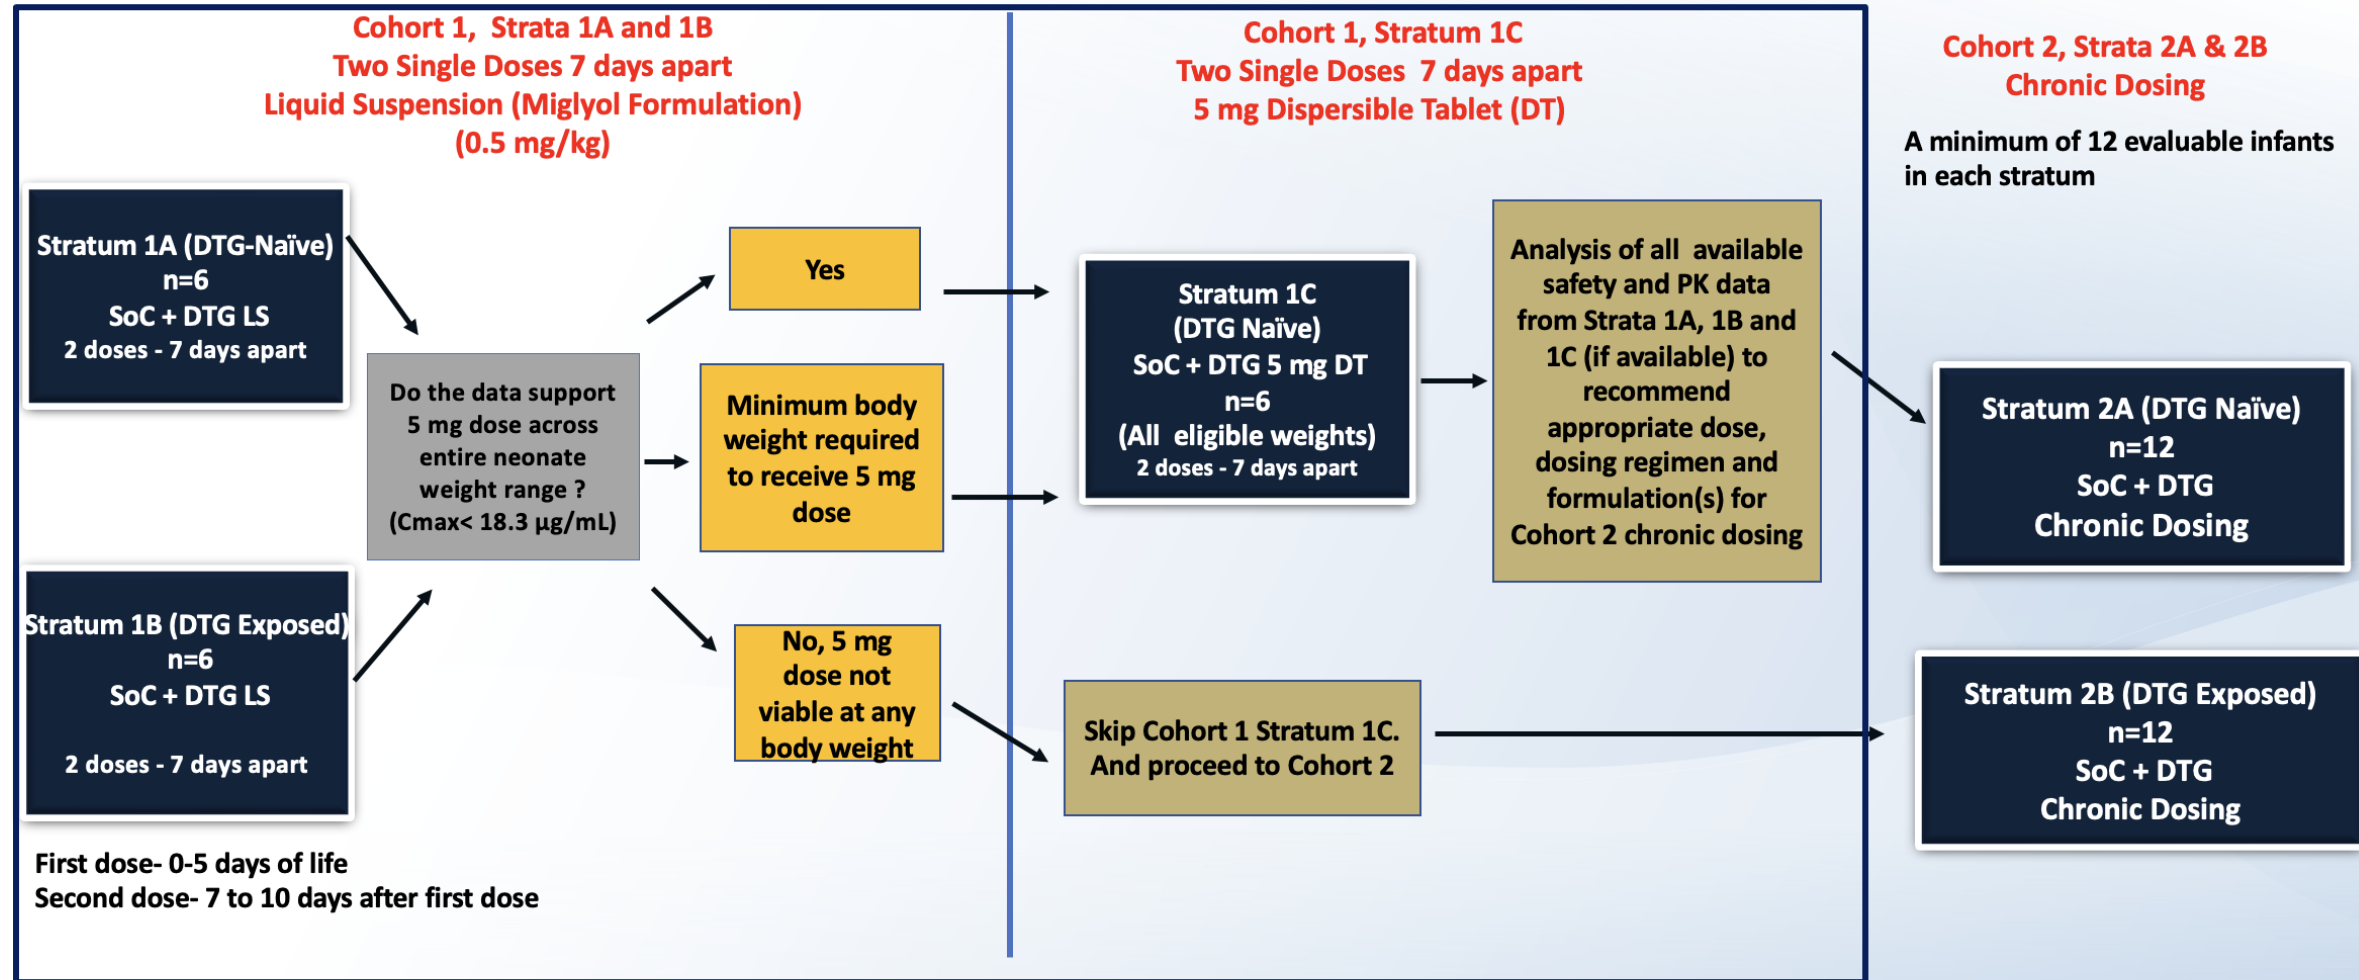 Cohort 1,  Strata 1A and 1B
Two Single Doses 7 days apart
Liquid Suspension (Miglyol Formulation)
(0.5 mg/kg)
Stratum 1A (DTG-Naïve)
n=6
SoC + DTG LS
2 doses - 7 days apart
Stratum 1B (DTG Exposed)
n=6
SoC + DTG LS
2 doses - 7 days apart
First dose- 0-5 days of life
Second dose- 7 to 10 days after first dose
Do the data support
5 mg dose across
entire neonate
weight range ?
(Cmax< 18.3 µg/mL)
Yes
Minimum body
weight required
to receive 5 mg
dose
No, 5 mg
dose not
viable at any
body weight
Cohort 1, Stratum 1C
Two Single Doses  7 days apart
5 mg Dispersible Tablet (DT)
Stratum 1C
(DTG Naïve)
SoC + DTG 5 mg DT
n=6
(All  eligible weights)
2 doses - 7 days apart
Analysis of all  available
safety and PK data
from Strata 1A, 1B and
1C (if available) to
recommend
appropriate dose,
dosing regimen and
formulation(s) for
Cohort 2 chronic dosing
Skip Cohort 1 Stratum 1C.
And proceed to Cohort 2
Cohort 2, Strata 2A & 2B
Chronic Dosing
A minimum of 12 evaluable infants
in each stratum
Stratum 2A (DTG Naïve)
n=12
SoC + DTG
Chronic Dosing
Stratum 2B (DTG Exposed)
n=12
SoC + DTG
Chronic Dosing